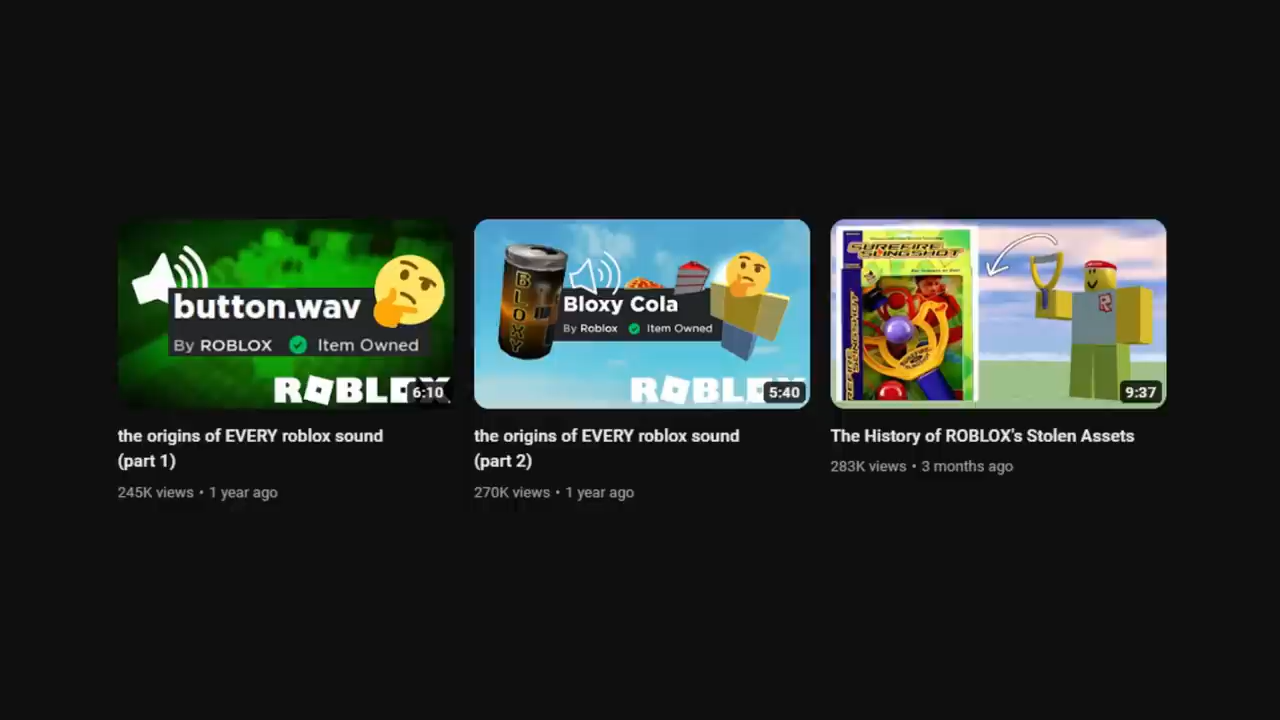 button.wav
By ROBLOX Item Owned
ROBLOX
6:10
the origins of EVERY roblox sound
(part 1)
245K views • 1 year ago
BLOXY
Bloxy Cola
By Roblox Item Owned
ROBLOX
5:40
the origins of EVERY roblox sound
(part 2)
270K views • 1 year ago
SUREFIRE
SLINGSHOT
R
9:37
The History of ROBLOX's Stolen Assets
283K views • 3 months ago